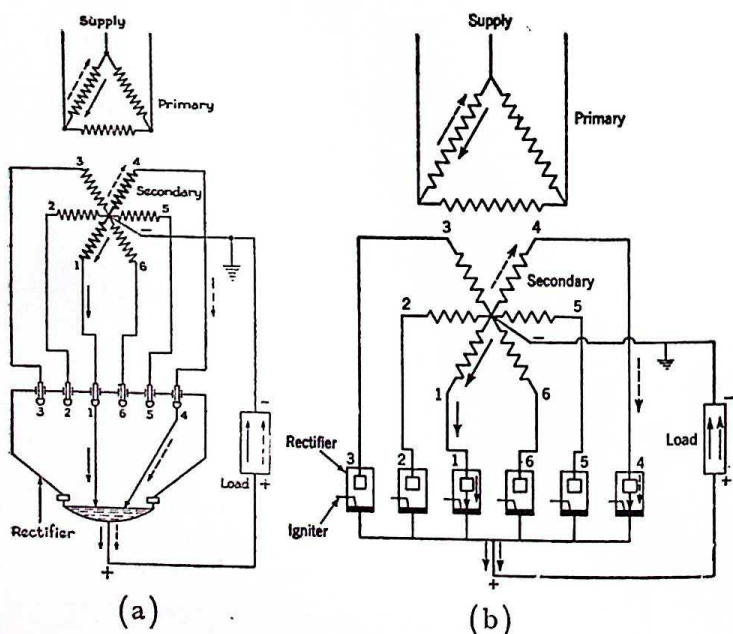 Supply
Primary
3 4
Secondary
2 5
−
1 6
3 2 1 6 5 4
−
Load
+
Rectifier
+
(a)
Supply
Primary
3 4
Secondary
2 5
−
1 6
−
Load
+
Rectifier
3 2 1 6 5 4
Igniter
+
(b)